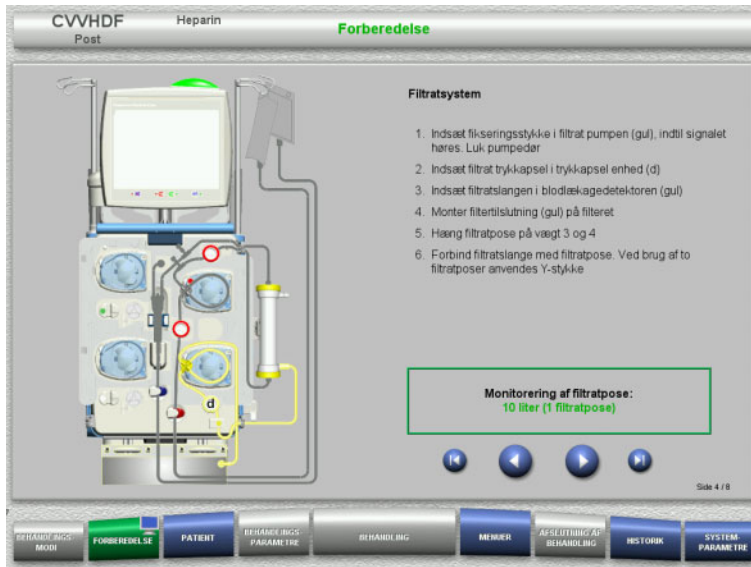 CVVHDF
Heparin
Post
Forberedelse
Filtratsystem
1. Indsæt fikseringsstykke i filtrat pumpen (gul), indtil signalet
høres. Luk pumpedør
2. Indsæt filtrat trykkapsel i trykkapsel enhed (d)
3. Indsæt filtratslangen i blodlækagedetektoren (gul)
4. Monter filtertilslutning (gul) på filteret
5. Hæng filtratpose på vægt 3 og 4
6. Forbind filtratslange med filtratpose. Ved brug af to
filtratposer anvendes Y-stykke
d
Monitorering af filtratpose:
10 liter (1 filtratpose)
Side 4 / 8
BEHANDLINGS-
MODI
FORBEREDELSE
PATIENT
BEHANDLINGS-
PARAMETRE
BEHANDLING
MENUER
AFSLUTNING AF
BEHANDLING
HISTORIK
SYSTEM-
PARAMETRE